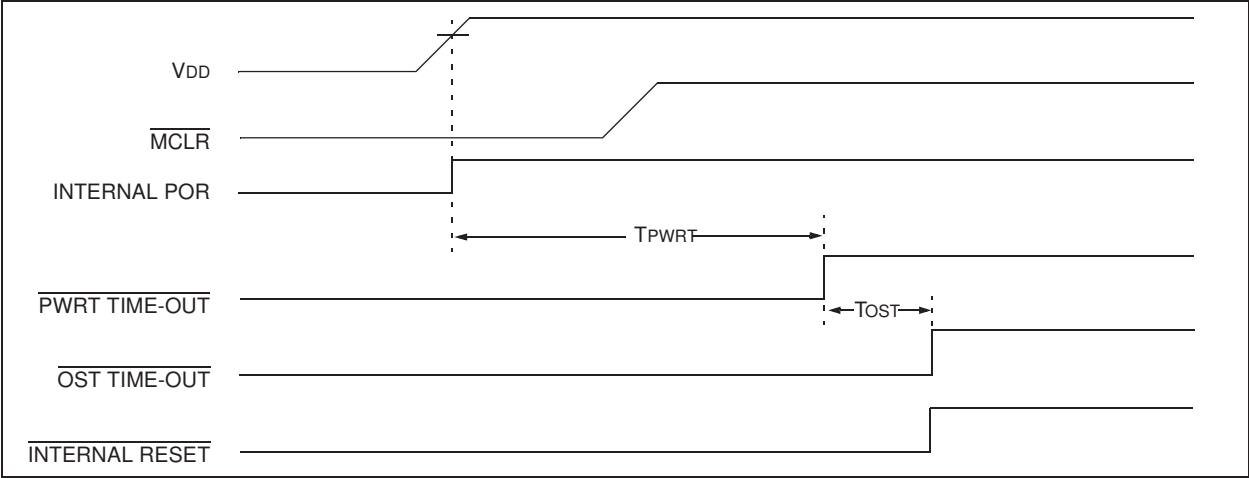 VDD
MCLR
INTERNAL POR
TPWRT
PWRT TIME-OUT
TOST
OST TIME-OUT
INTERNAL RESET